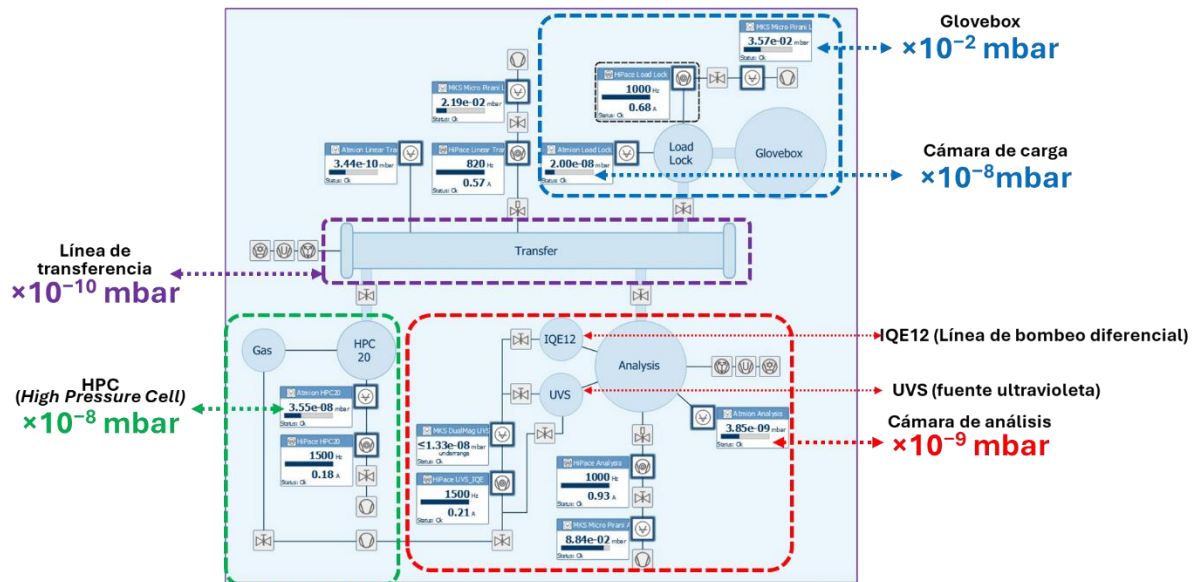 Glovebox
×10⁻² mbar
MKS Micro Pirani L
3.57e-02 mbar
Status: Ok
HiPace Load Lock
1000 Hz
0.68 A
Status: Ok
MKS Micro Pirani L
2.19e-02 mbar
Status: Ok
Atmion Linear Tra
3.44e-10 mbar
Status: Ok
HiPace Linear Tran
820 Hz
0.57 A
Status: Ok
Atmion Load Lock
2.00e-08 mbar
Status: Ok
Load
Lock
Glovebox
Cámara de carga
×10⁻⁸mbar
Transfer
Línea de
transferencia
×10⁻¹⁰ mbar
Gas
HPC
20
IQE12
UVS
Analysis
IQE12 (Línea de bombeo diferencial)
UVS (fuente ultravioleta)
Cámara de análisis
×10⁻⁹ mbar
HPC
(High Pressure Cell)
×10⁻⁸ mbar
Atmion HPC20
3.55e-08 mbar
Status: Ok
HiPace HPC20
1500 Hz
0.18 A
Status: Ok
MKS DualMag UVS
≤1.33e-08 mbar
underrange
Status: Ok
HiPace UVS_IQE
1500 Hz
0.21 A
Status: Ok
Atmion Analysis
3.85e-09 mbar
Status: Ok
HiPace Analysis
1000 Hz
0.93 A
Status: Ok
MKS Micro Pirani A
8.84e-02 mbar
Status: Ok